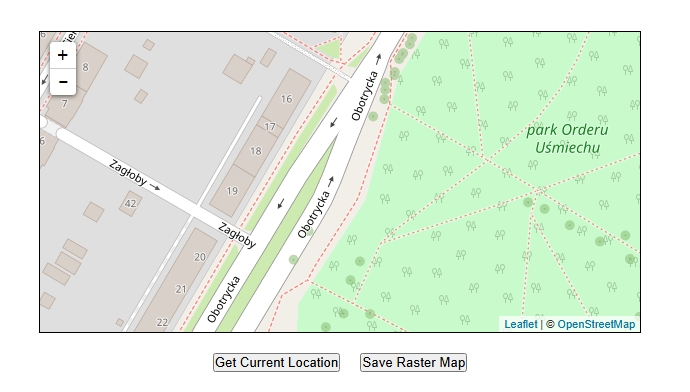 +
-
8
7
6
16
17
18
19
42
20
21
22
Obotrycka
Obotrycka
Obotrycka
Zagłoby
Zagłoby
park Orderu
Uśmiechu
Leaflet | © OpenStreetMap
Get Current Location
Save Raster Map